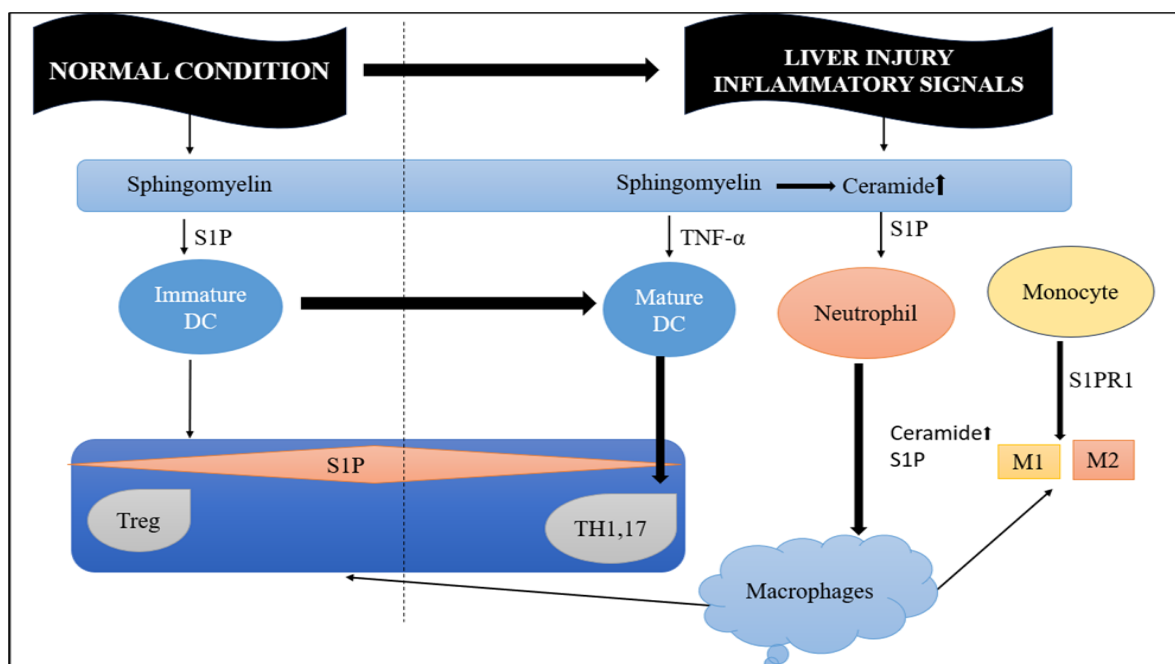 NORMAL CONDITION
LIVER INJURY
INFLAMMATORY SIGNALS
Sphingomyelin
Sphingomyelin
Ceramide
S1P
TNF-α
S1P
Immature
DC
Mature
DC
Neutrophil
Monocyte
S1PR1
Ceramide
S1P
M1
M2
S1P
Treg
TH1,17
Macrophages